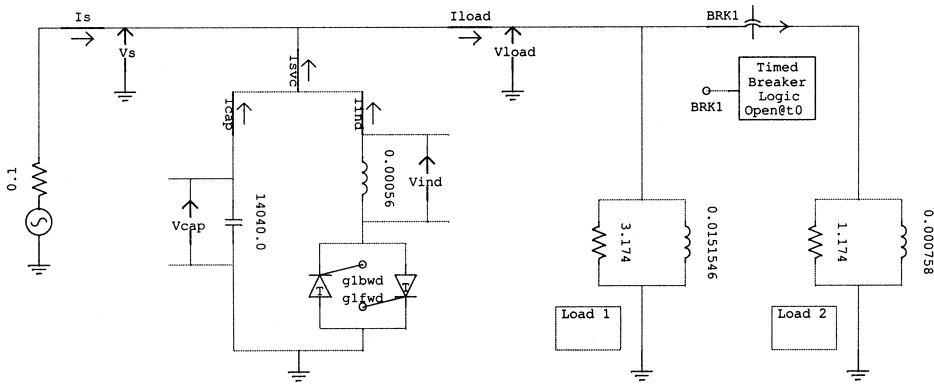 Is
Vs
Iload
Vload
BRK1
Timed
Breaker
Logic
Open@t0
BRK1
Isvc
Icap
Iind
0.00056
Vind
0.1
Vcap
14040.0
g1bwd
g1fwd
T
T
3.174
0.0151546
1.174
0.000758
Load 1
Load 2